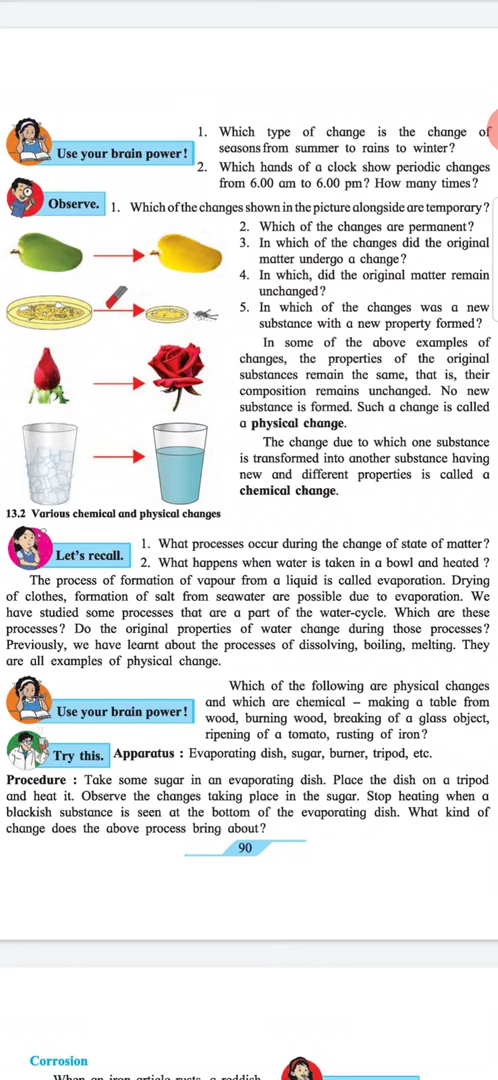 1. Which type of change is the change of
seasons from summer to rains to winter?
Use your brain power!
2. Which hands of a clock show periodic changes
from 6.00 am to 6.00 pm? How many times?
Observe.
1. Which of the changes shown in the picture alongside are temporary?
2. Which of the changes are permanent?
3. In which of the changes did the original
matter undergo a change?
4. In which, did the original matter remain
unchanged?
5. In which of the changes was a new
substance with a new property formed?
In some of the above examples of
changes, the properties of the original
substances remain the same, that is, their
composition remains unchanged. No new
substance is formed. Such a change is called
a physical change.
The change due to which one substance
is transformed into another substance having
new and different properties is called a
chemical change.
13.2 Various chemical and physical changes
Let's recall.
1. What processes occur during the change of state of matter?
2. What happens when water is taken in a bowl and heated ?
The process of formation of vapour from a liquid is called evaporation. Drying
of clothes, formation of salt from seawater are possible due to evaporation. We
have studied some processes that are a part of the water-cycle. Which are these
processes? Do the original properties of water change during those processes?
Previously, we have learnt about the processes of dissolving, boiling, melting. They
are all examples of physical change.
Use your brain power!
Which of the following are physical changes
and which are chemical – making a table from
wood, burning wood, breaking of a glass object,
ripening of a tomato, rusting of iron?
Try this.
Apparatus : Evaporating dish, sugar, burner, tripod, etc.
Procedure : Take some sugar in an evaporating dish. Place the dish on a tripod
and heat it. Observe the changes taking place in the sugar. Stop heating when a
blackish substance is seen at the bottom of the evaporating dish. What kind of
change does the above process bring about?
90
Corrosion
When an iron article rusts, a reddish